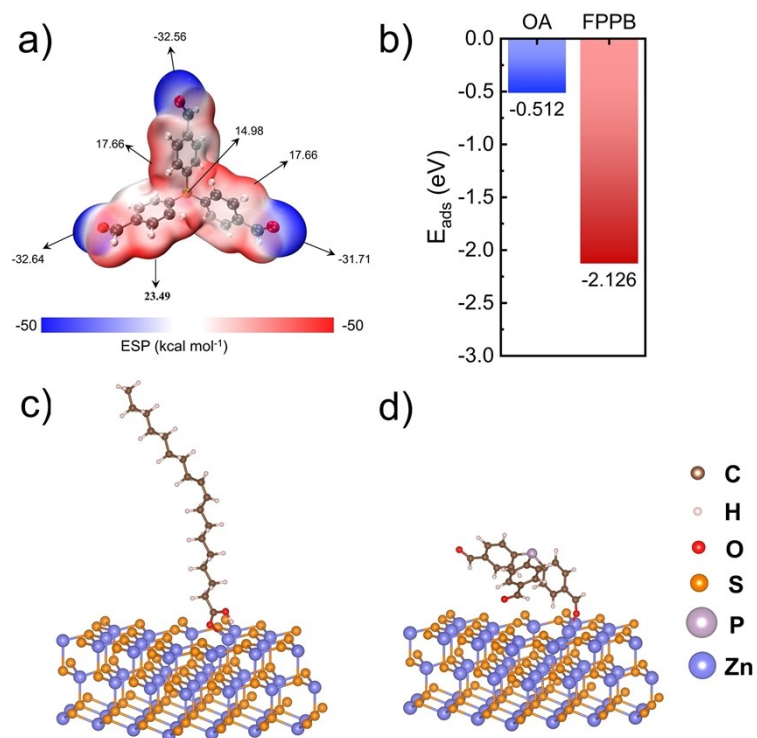 a)
-32.56
17.66
14.98
17.66
-32.64
-31.71
23.49
-50
-50
ESP (kcal mol-1)
b)
OA
FPPB
0.0
-0.5
-1.0
-1.5
-2.0
-2.5
-3.0
Eads (eV)
-0.512
-2.126
c)
d)
C
H
O
S
P
Zn